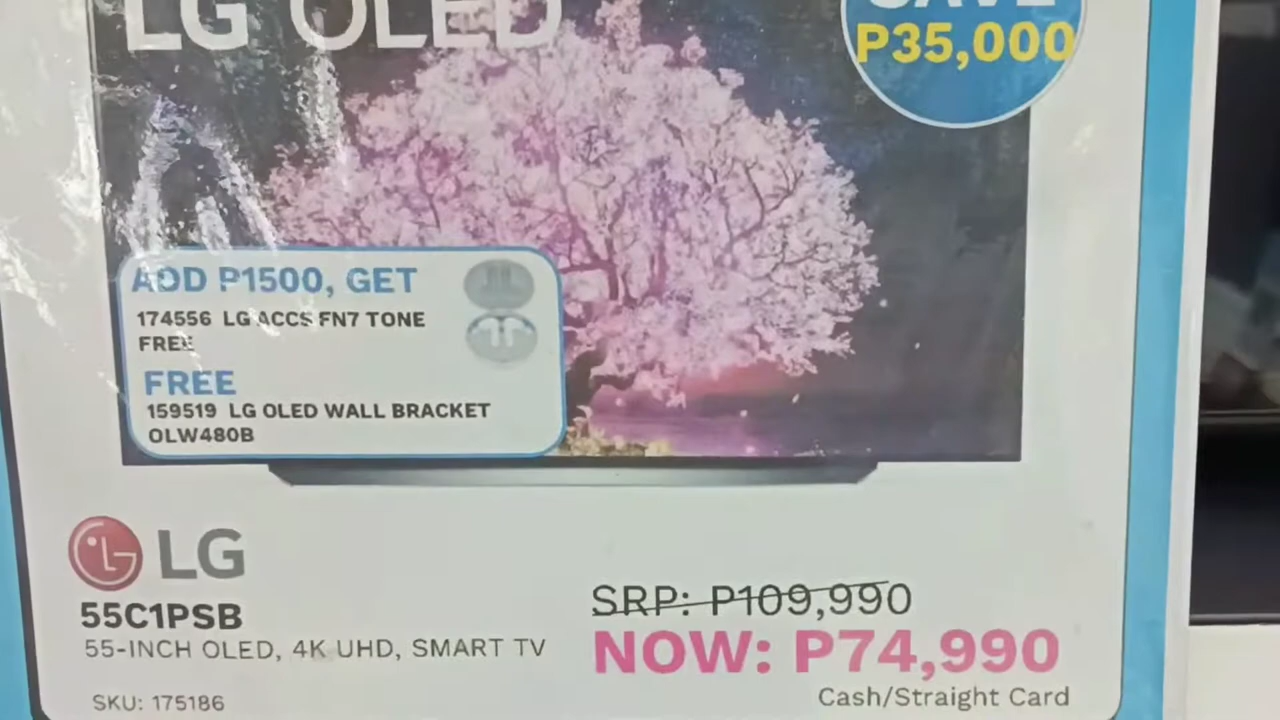 LG OLED
SAVE
P35,000
ADD P1500, GET
174556 LG ACCS FN7 TONE
FREE
FREE
159519 LG OLED WALL BRACKET
OLW480B
LG
55C1PSB
55-INCH OLED, 4K UHD, SMART TV
SKU: 175186
SRP: P109,990
NOW: P74,990
Cash/Straight Card